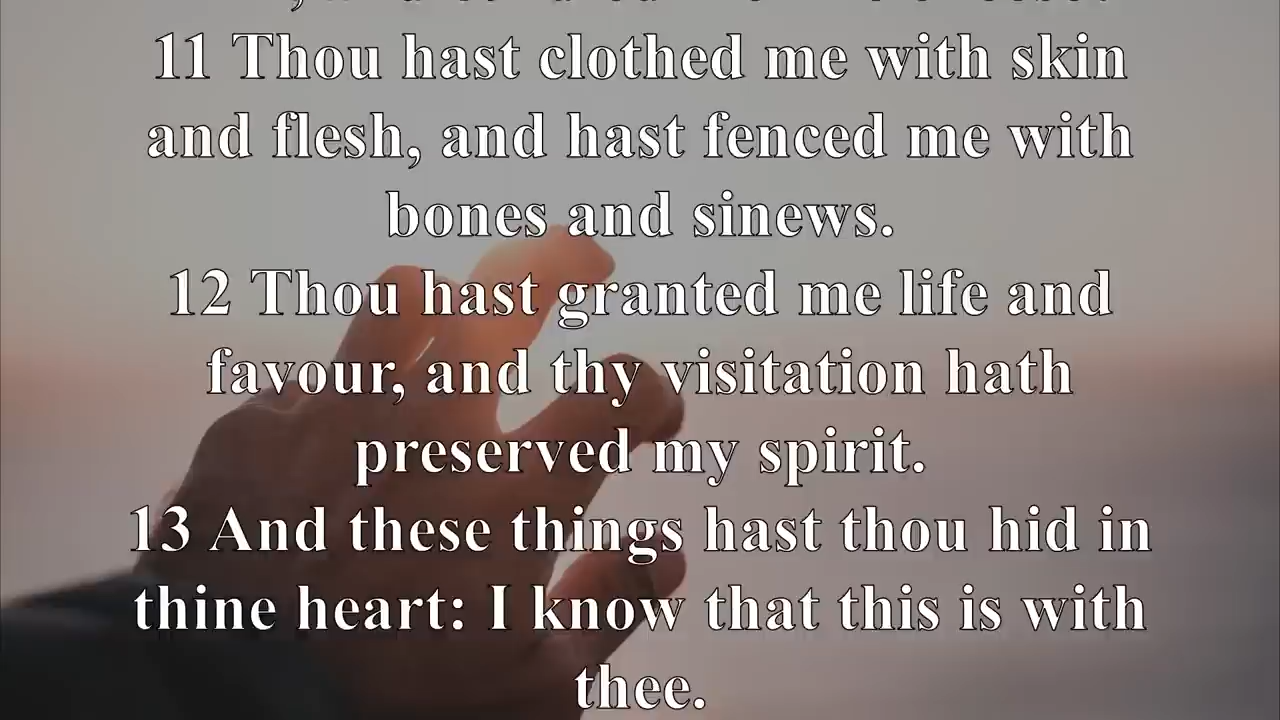 11 Thou hast clothed me with skin
and flesh, and hast fenced me with
bones and sinews.
12 Thou hast granted me life and
favour, and thy visitation hath
preserved my spirit.
13 And these things hast thou hid in
thine heart: I know that this is with
thee.